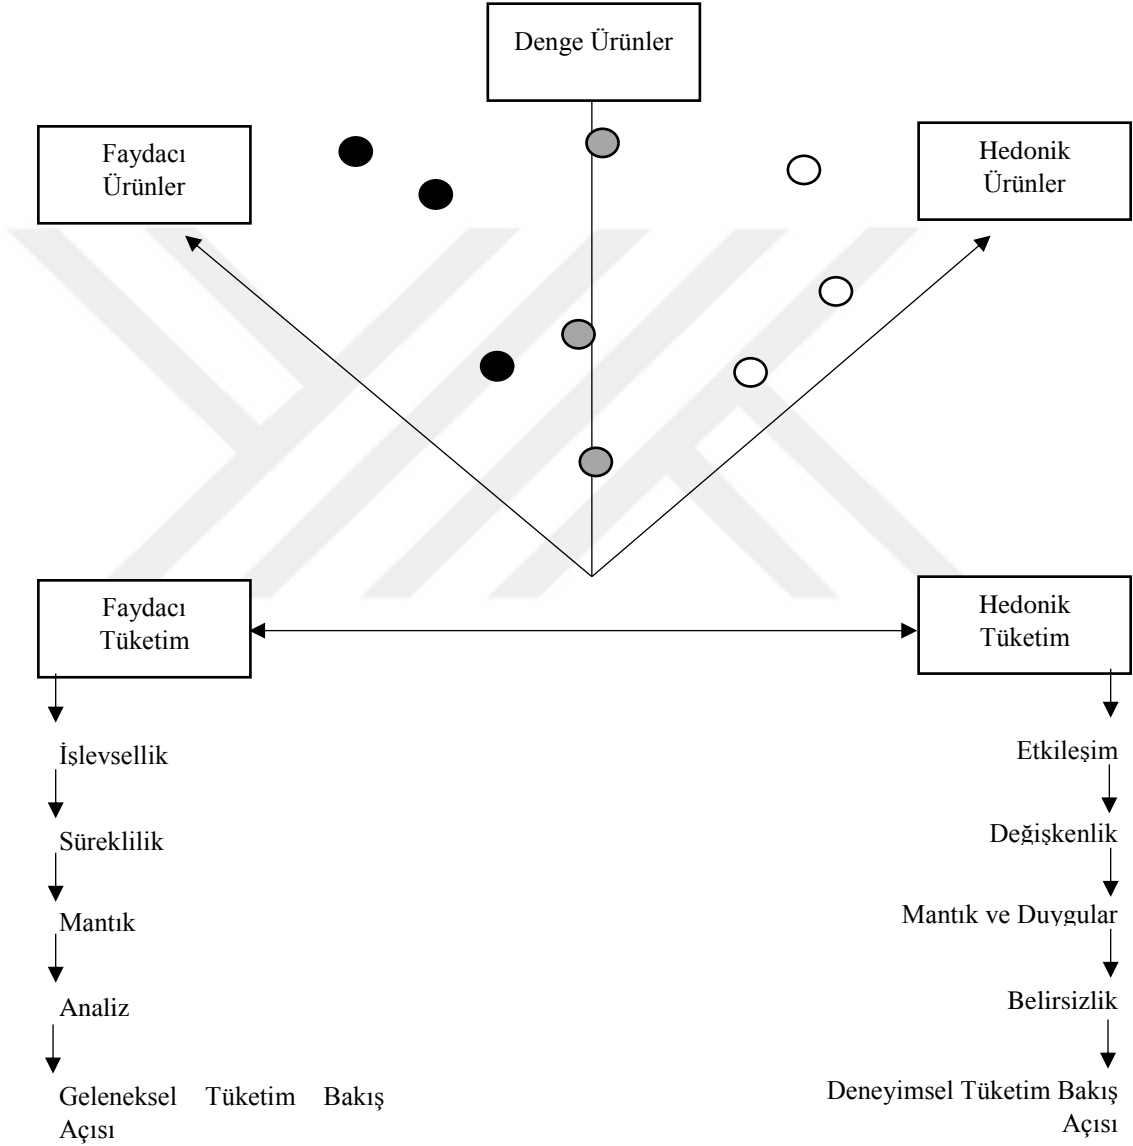 Denge Ürünler
Faydacı
Ürünler
Hedonik
Ürünler
Faydacı
Tüketim
Hedonik
Tüketim
İşlevsellik
Süreklilik
Mantık
Analiz
Geleneksel Tüketim Bakış
Açısı
Etkileşim
Değişkenlik
Mantık ve Duygular
Belirsizlik
Deneyimsel Tüketim Bakış
Açısı